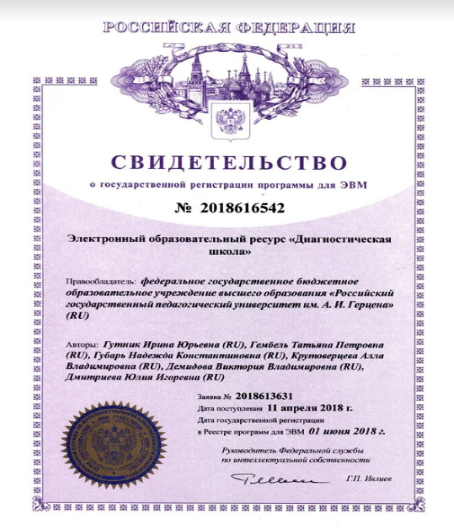 РОССИЙСКАЯ ФЕДЕРАЦИЯ
СВИДЕТЕЛЬСТВО
о государственной регистрации программы для ЭВМ
№ 2018616542
Электронный образовательный ресурс «Диагностическая
школа»
Правообладатель: федеральное государственное бюджетное
образовательное учреждение высшего образования «Российский
государственный педагогический университет им. А. И. Герцена»
(RU)
Авторы: Гутник Ирина Юрьевна (RU), Гембель Татьяна Петровна
(RU), Губарь Надежда Константиновна (RU), Крутоверцева Алла
Владимировна (RU), Демидова Виктория Владимировна (RU),
Дмитриева Юлия Игоревна (RU)
Заявка № 2018613631
Дата поступления 11 апреля 2018 г.
Дата государственной регистрации
в Реестре программ для ЭВМ 01 июня 2018 г.
Руководитель Федеральной службы
по интеллектуальной собственности
Г.П. Ивлиев